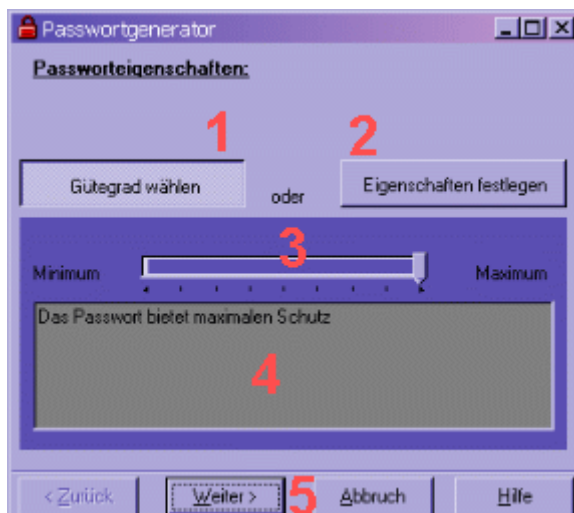 Passwortgenerator
Passworteigenschaften:
1 2
Gütegrad wählen oder Eigenschaften festlegen
3
Minimum Maximum
Das Passwort bietet maximalen Schutz
4
< Zurück Weiter > 5 Abbruch Hilfe